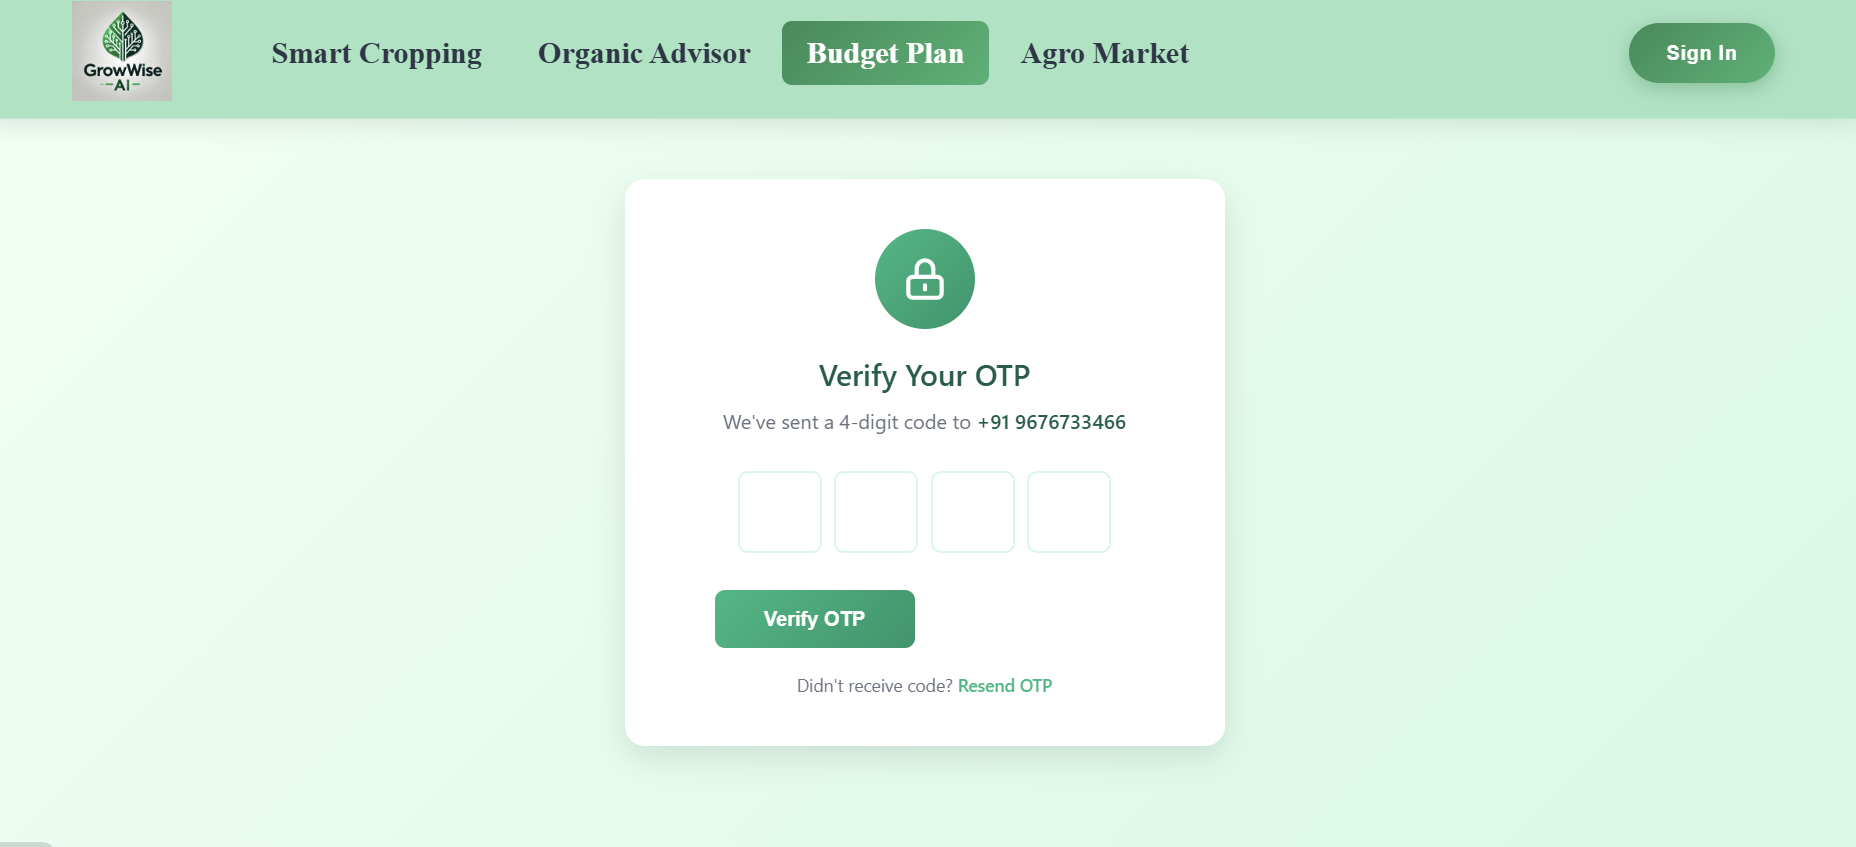 GrowWise
AI
Smart Cropping
Organic Advisor
Budget Plan
Agro Market
Sign In
Verify Your OTP
We've sent a 4-digit code to +91 9676733466
Verify OTP
Didn't receive code? Resend OTP